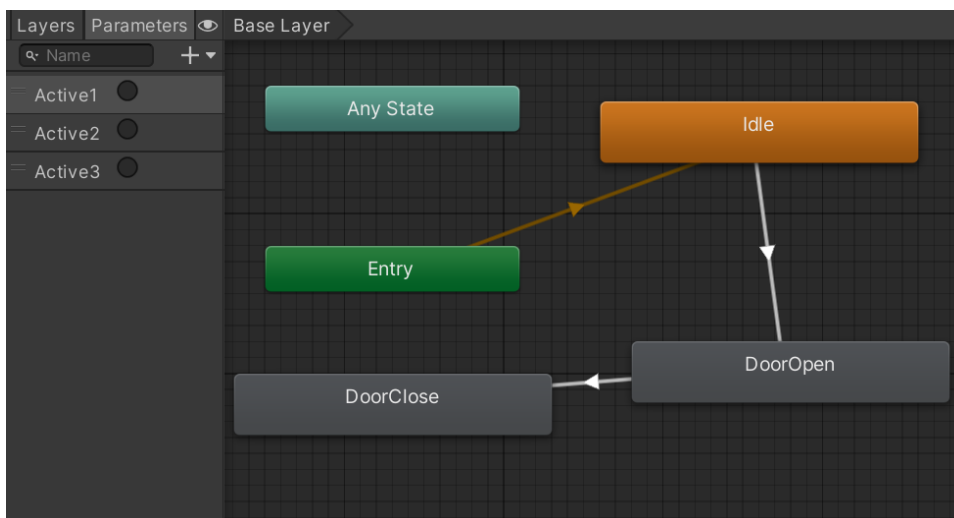 Layers Parameters Base Layer
Name
Active1
Active2
Active3
Any State
Idle
Entry
DoorOpen
DoorClose